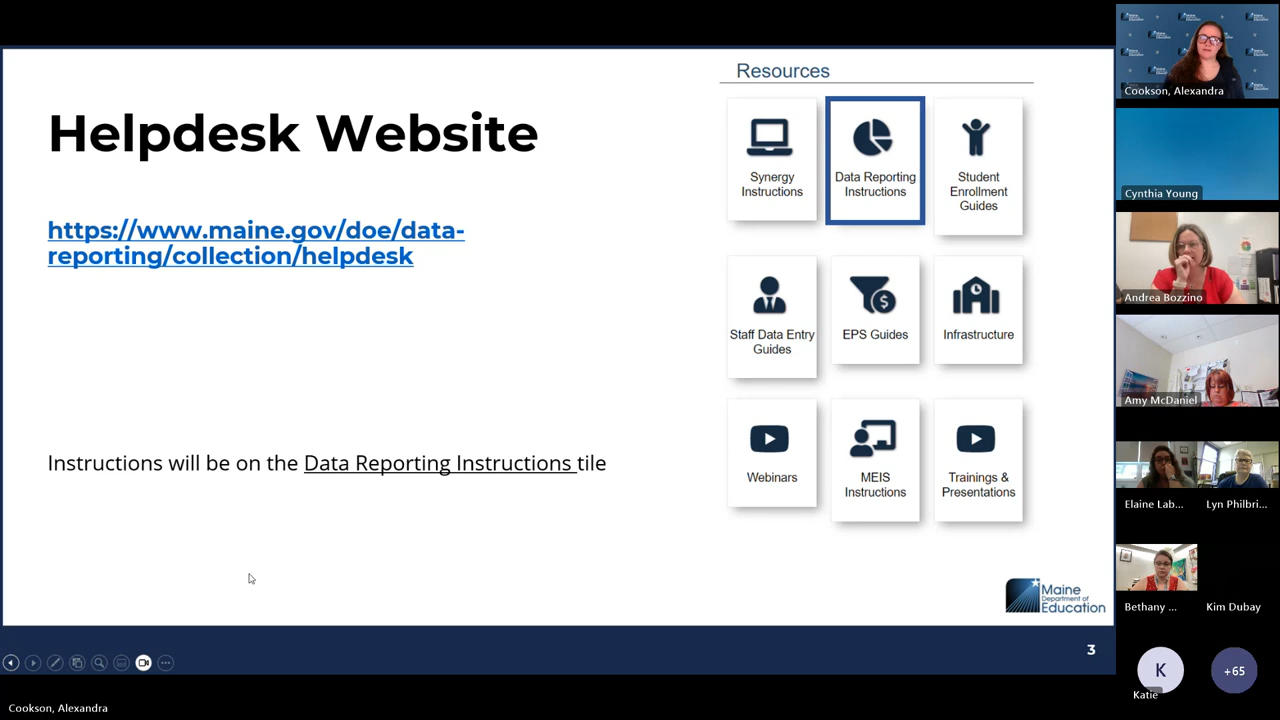 Helpdesk Website
https://www.maine.gov/doe/data-
reporting/collection/helpdesk
Instructions will be on the Data Reporting Instructions tile
Resources
Synergy
Instructions
Data Reporting
Instructions
Student
Enrollment
Guides
Staff Data Entry
Guides
EPS Guides
Infrastructure
Webinars
MEIS
Instructions
Trainings &
Presentations
Maine
Department of
Education
3
Cookson, Alexandra
Cookson, Alexandra
Cynthia Young
Andrea Bozzino
Amy McDaniel
Elaine Lab...
Lyn Philbri...
Bethany ...
Kim Dubay
K
Katie
+65